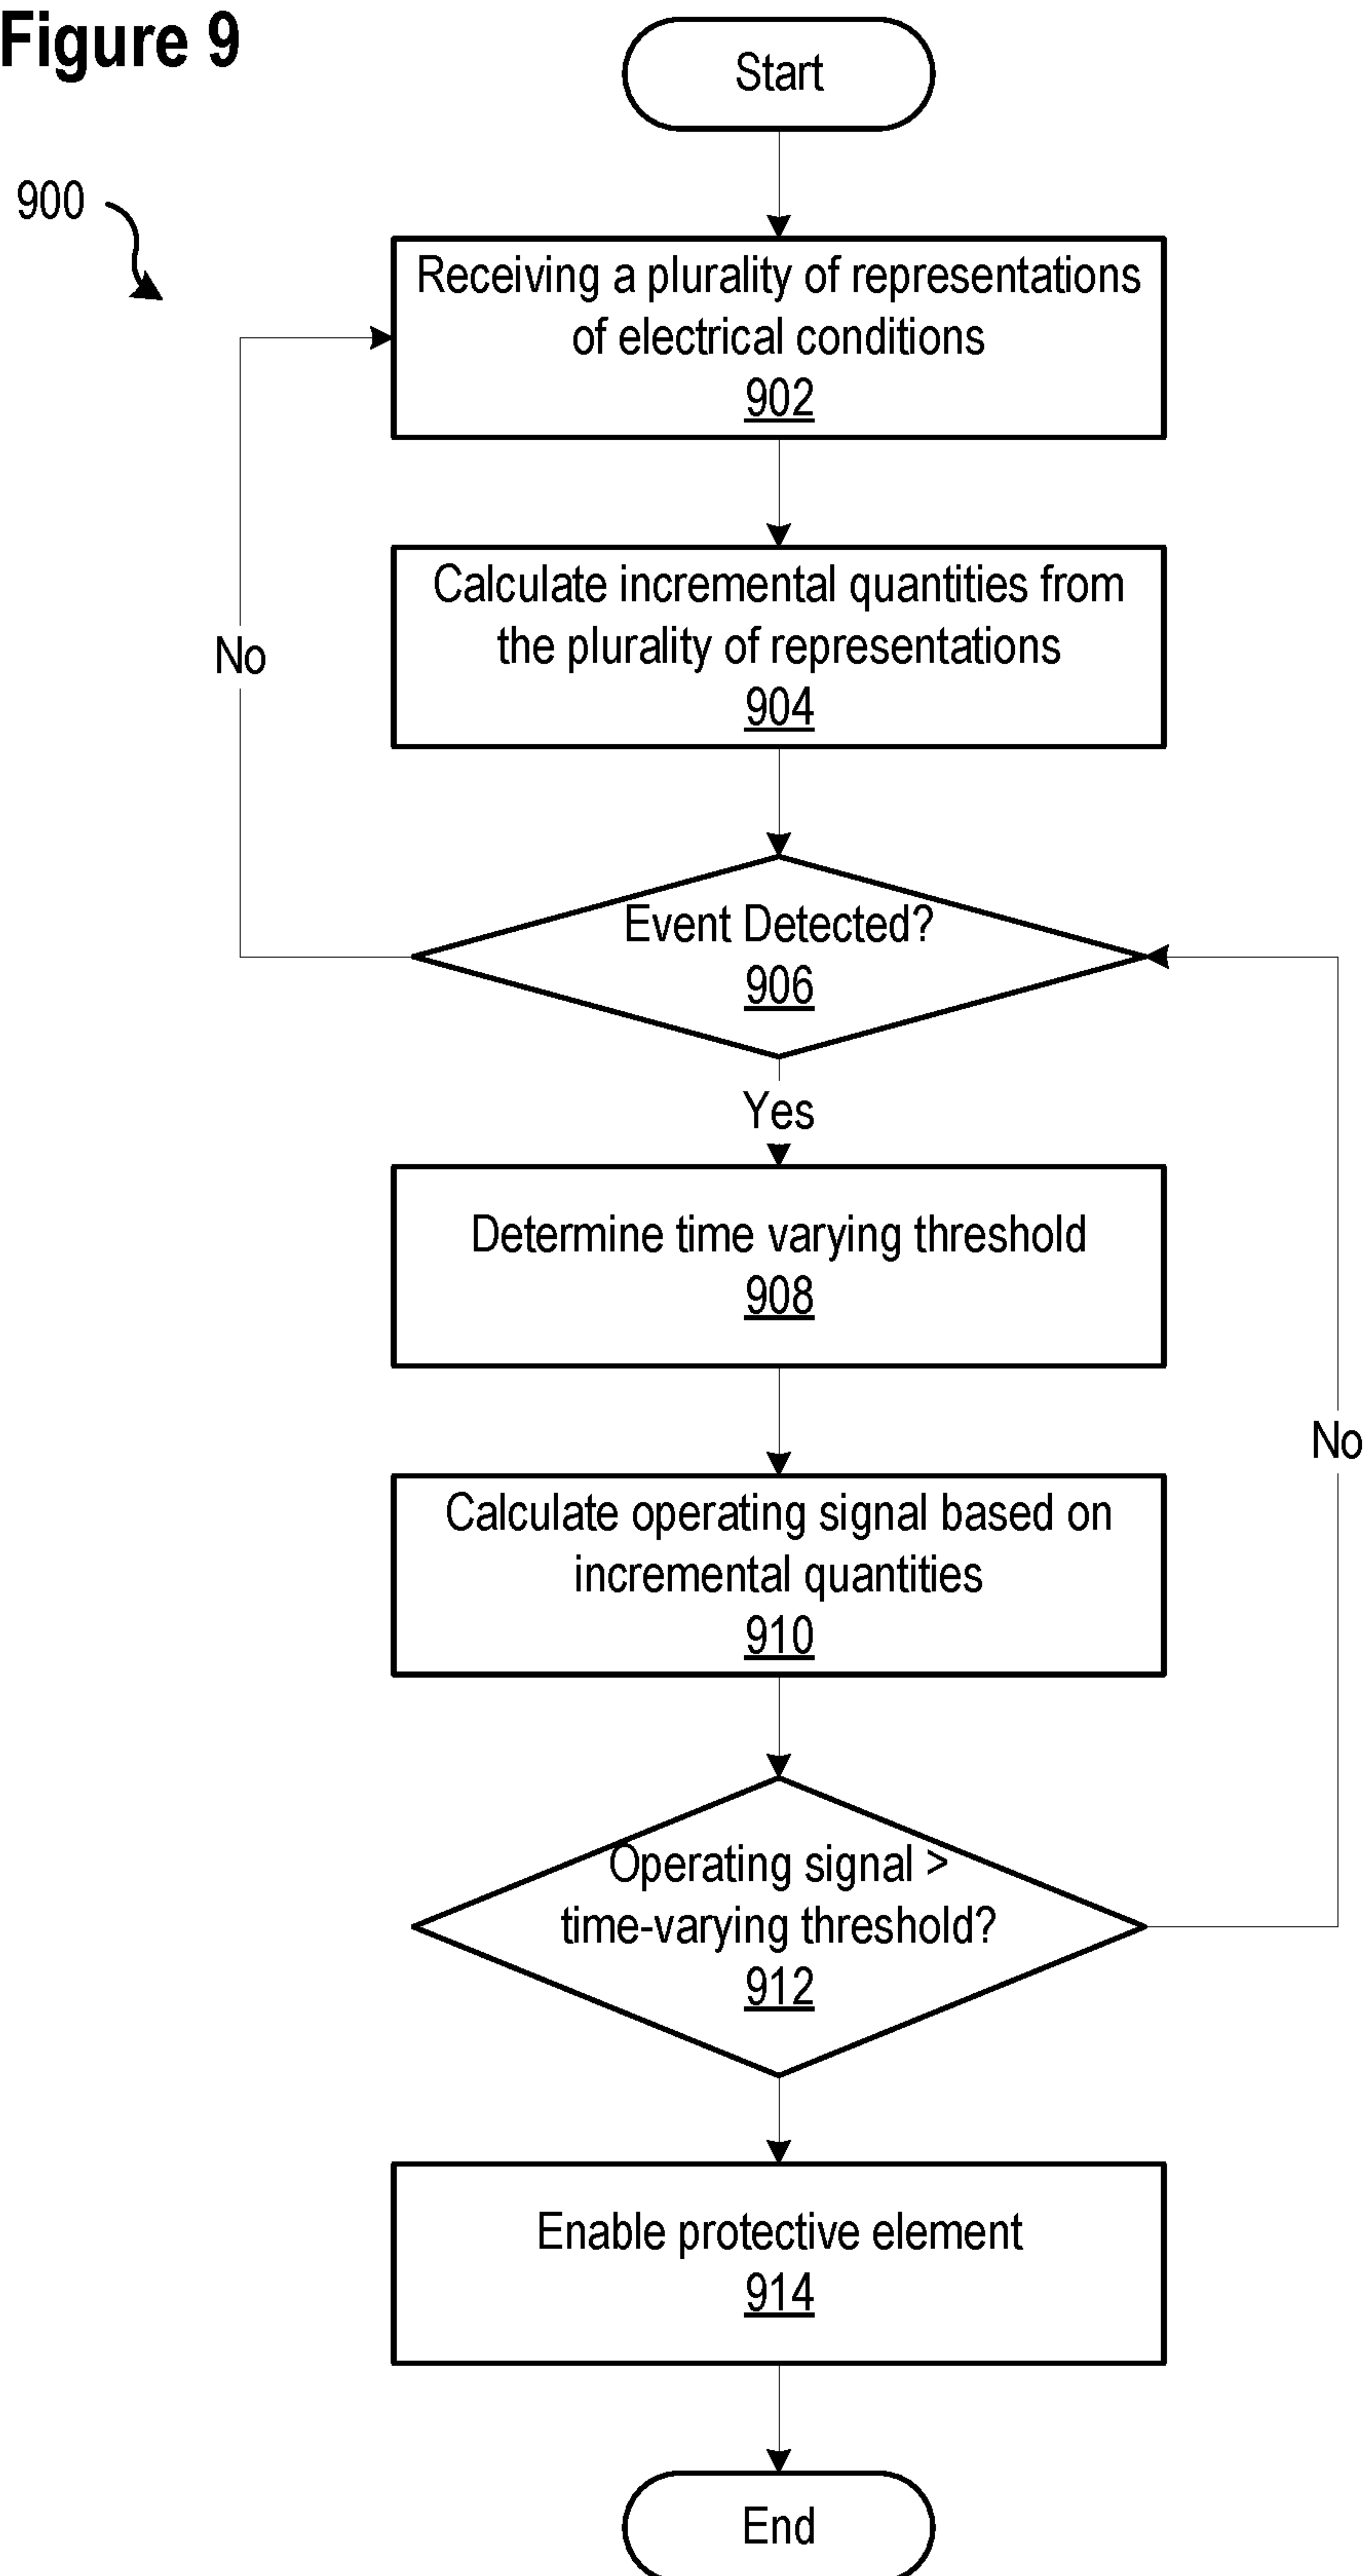 Figure 9
Start
900
Receiving a plurality of representations
of electrical conditions
902
Calculate incremental quantities from
the plurality of representations
904
No
Event Detected?
906
Yes
Determine time varying threshold
908
No
Calculate operating signal based on
incremental quantities
910
Operating signal >
time-varying threshold?
912
Enable protective element
914
End